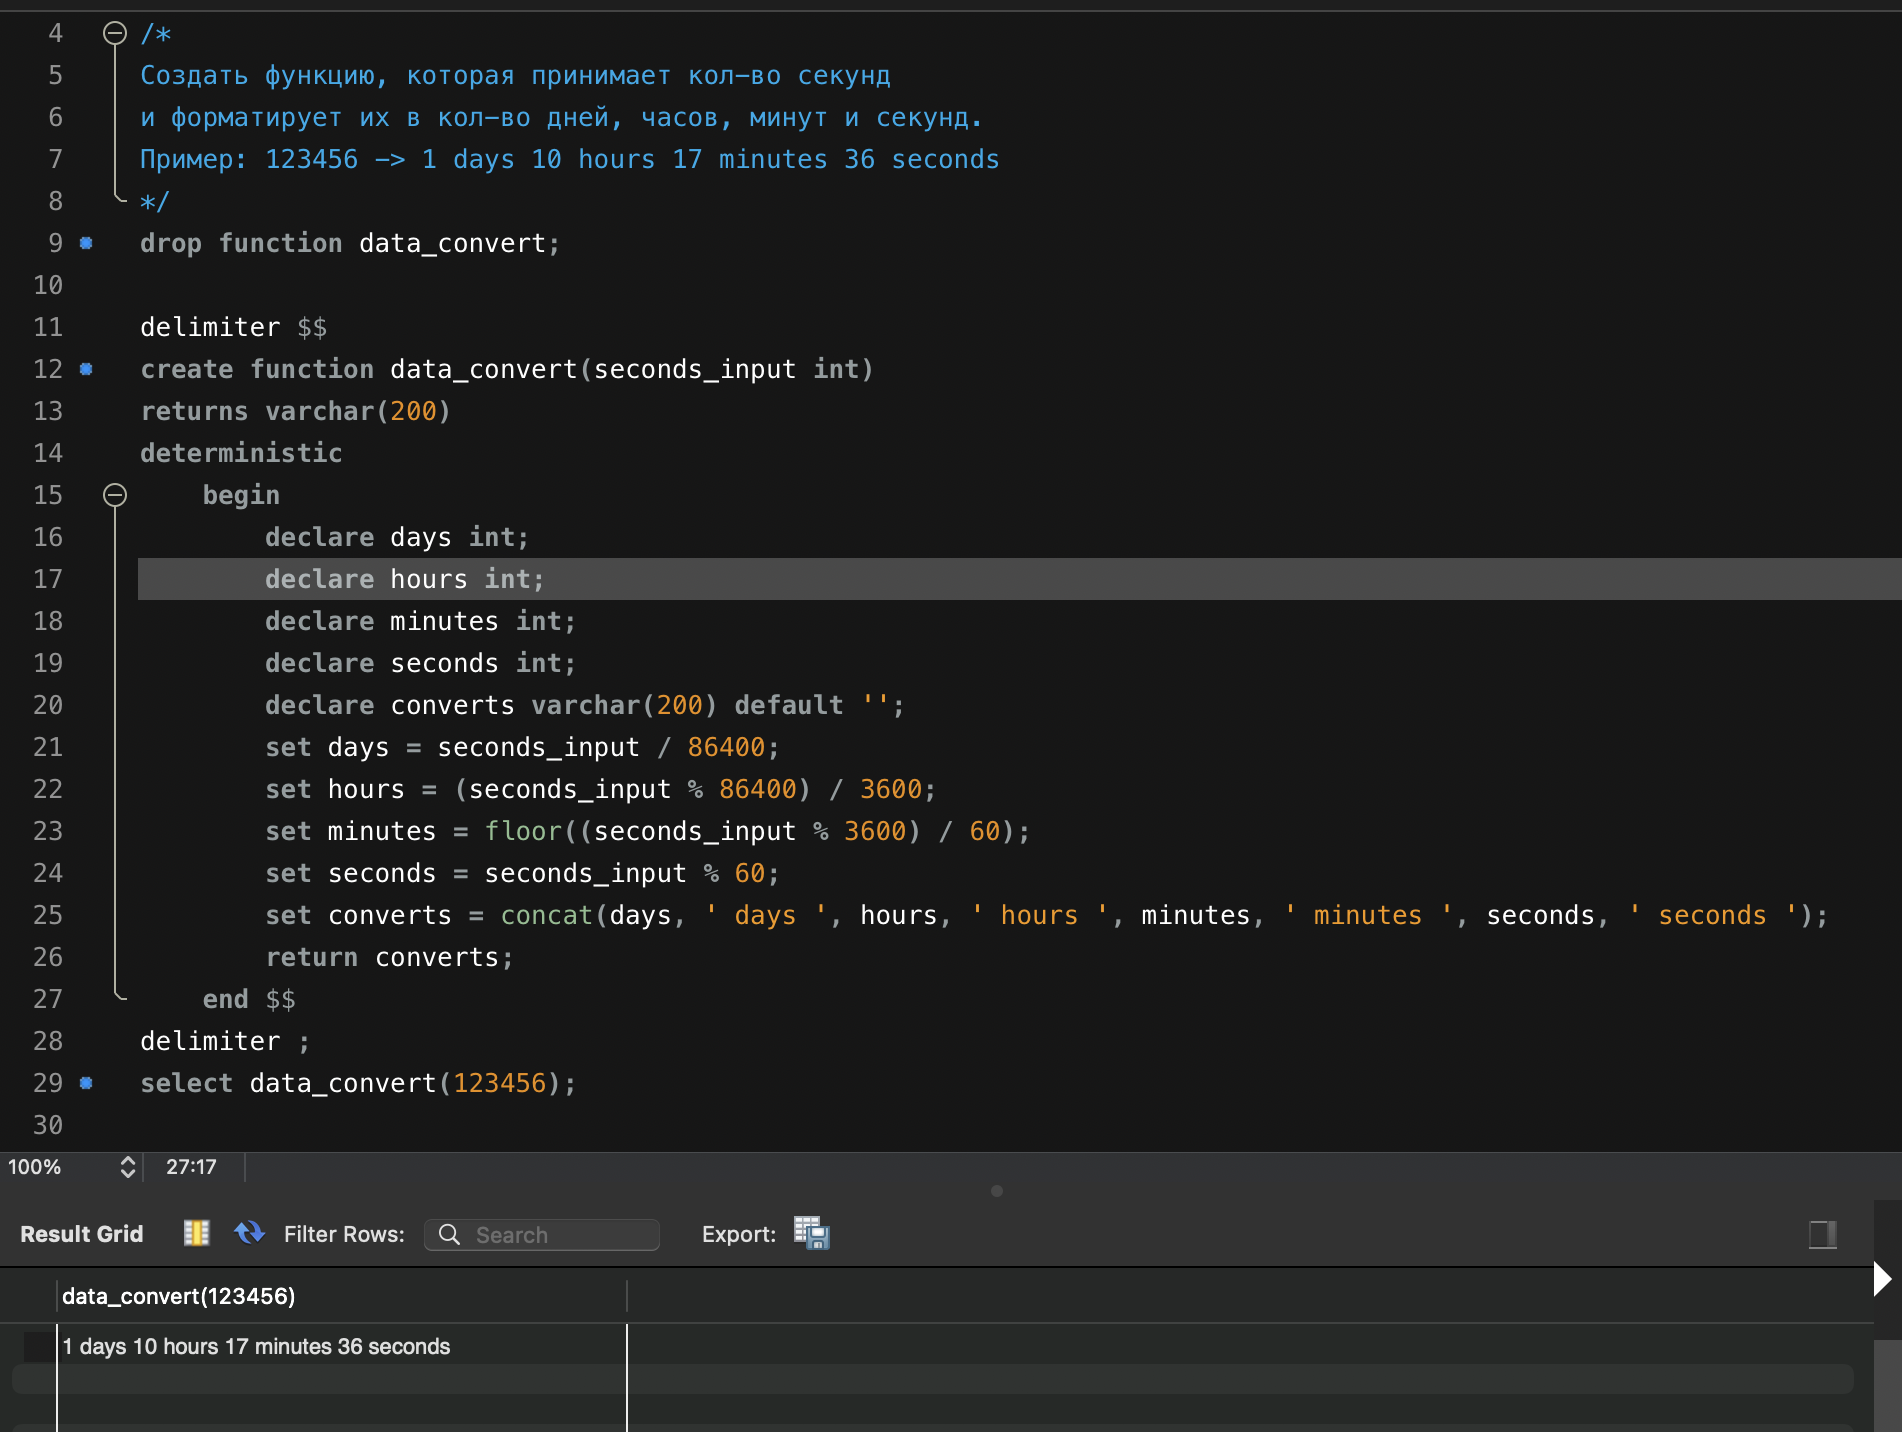 4 /*
5 Создать функцию, которая принимает кол-во секунд
6 и форматирует их в кол-во дней, часов, минут и секунд.
7 Пример: 123456 -> 1 days 10 hours 17 minutes 36 seconds
8 */
9 drop function data_convert;
10
11 delimiter $$
12 create function data_convert(seconds_input int)
13 returns varchar(200)
14 deterministic
15     begin
16         declare days int;
17         declare hours int;
18         declare minutes int;
19         declare seconds int;
20         declare converts varchar(200) default '';
21         set days = seconds_input / 86400;
22         set hours = (seconds_input % 86400) / 3600;
23         set minutes = floor((seconds_input % 3600) / 60);
24         set seconds = seconds_input % 60;
25         set converts = concat(days, ' days ', hours, ' hours ', minutes, ' minutes ', seconds, ' seconds ');
26         return converts;
27     end $$
28 delimiter ;
29 select data_convert(123456);
30
100% 27:17
Result Grid Filter Rows: Search Export:
data_convert(123456)
1 days 10 hours 17 minutes 36 seconds